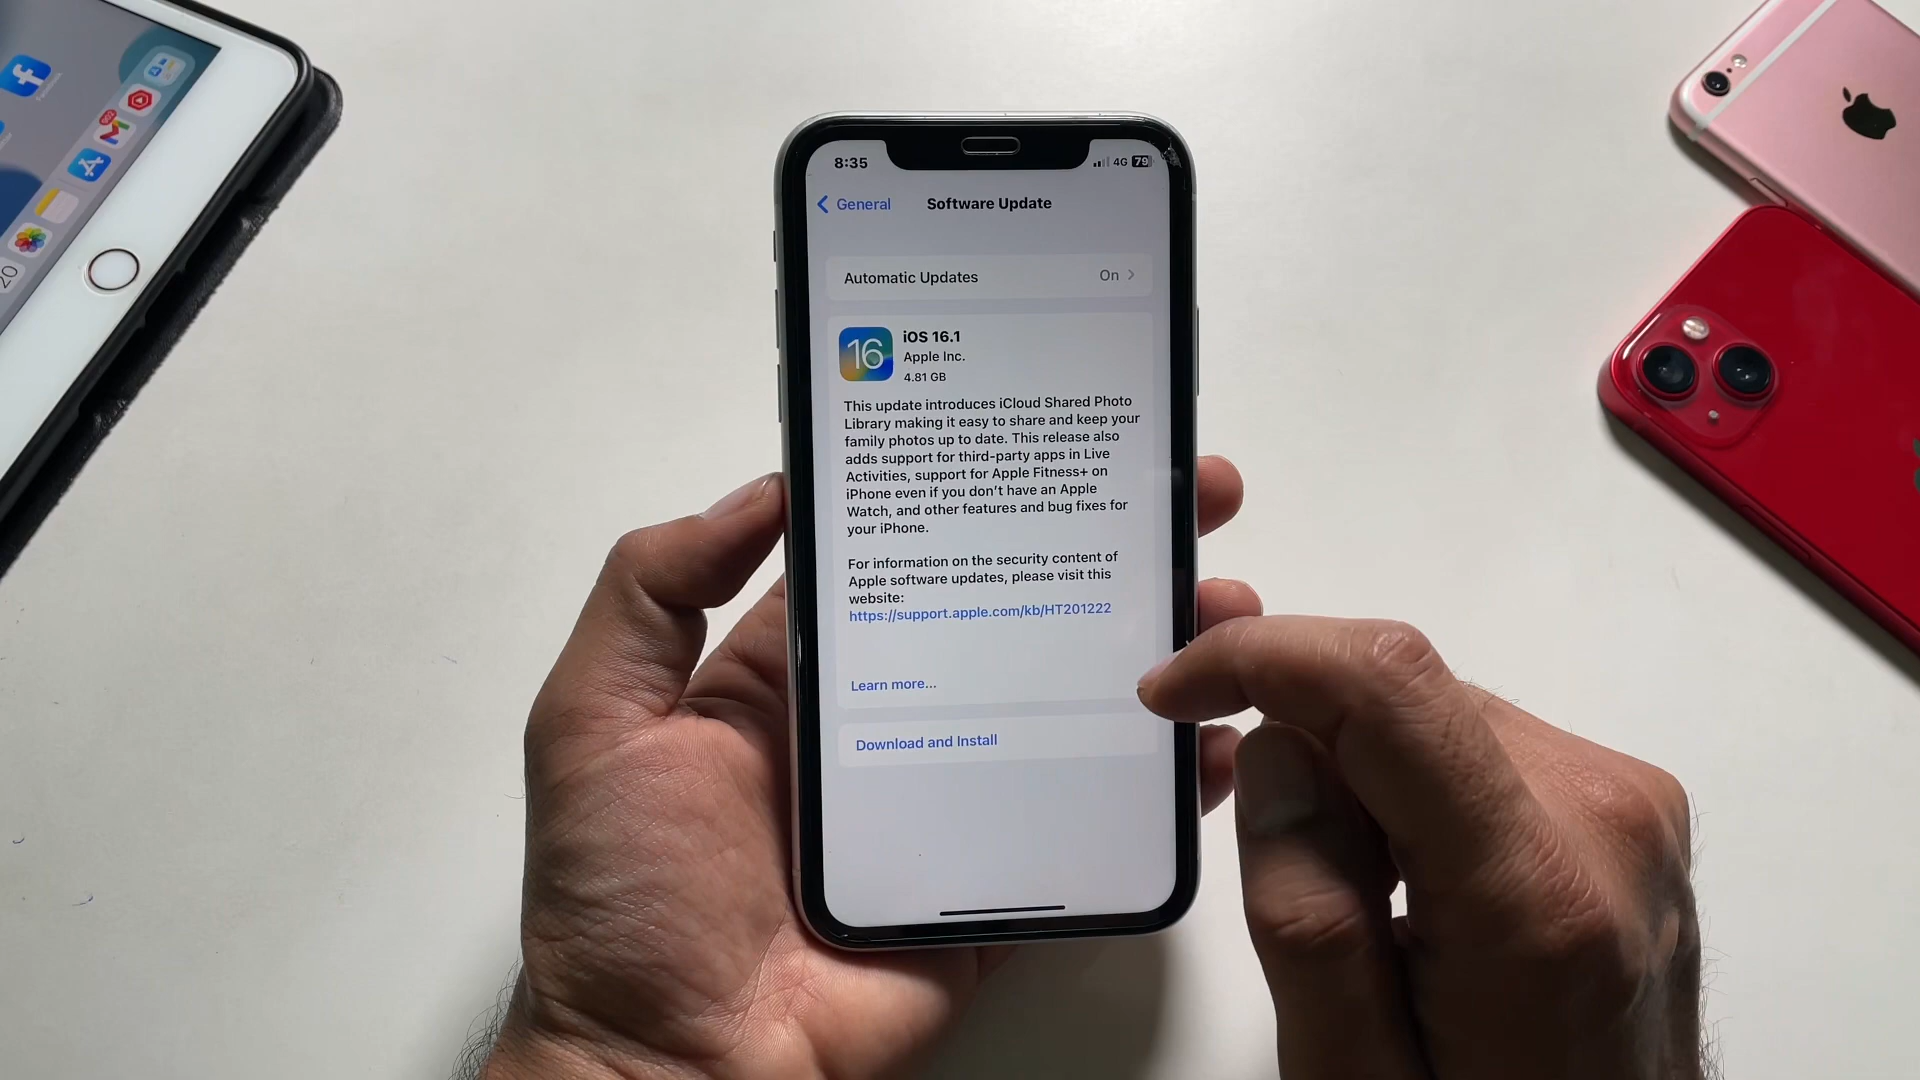 8:35
4G 79
General
Software Update
Automatic Updates
On
16
iOS 16.1
Apple Inc.
4.81 GB
This update introduces iCloud Shared Photo
Library making it easy to share and keep your
family photos up to date. This release also
adds support for third-party apps in Live
Activities, support for Apple Fitness+ on
iPhone even if you don't have an Apple
Watch, and other features and bug fixes for
your iPhone.
For information on the security content of
Apple software updates, please visit this
website:
https://support.apple.com/kb/HT201222
Learn more...
Download and Install
20